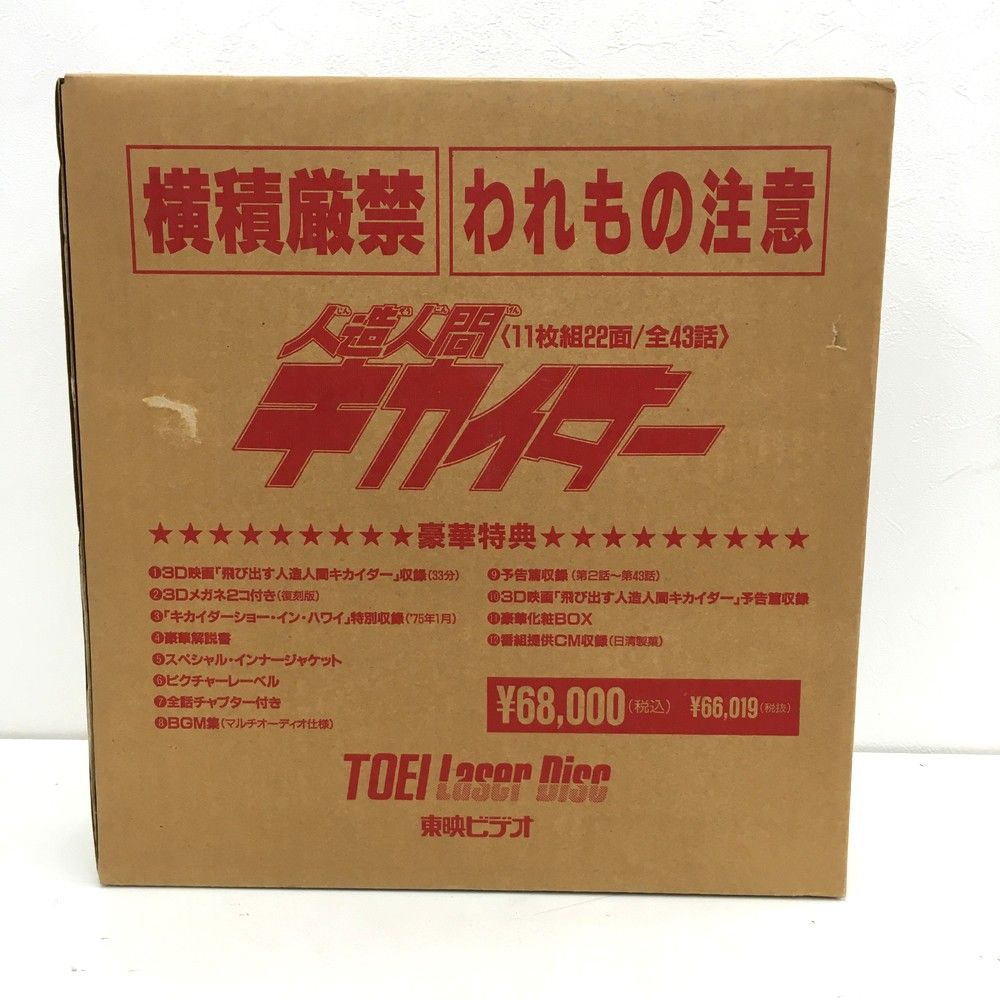 横積厳禁
われもの注意
じん ぞう にん げん
人造人間
〈11枚組22面/全43話〉
キカイダー
★★★★★★★★★豪華特典★★★★★★★★★
❶3D映画「飛び出す人造人間キカイダー」収録(33分)
❷3Dメガネ2コ付き(復刻版)
❸「キカイダーショー・イン・ハワイ」特別収録('75年1月)
❹豪華解説書
❺スペシャル・インナージャケット
❻ピクチャーレーベル
❼全話チャプター付き
❽BGM集(マルチオーディオ仕様)
❾予告篇収録(第2話〜第43話)
❿3D映画「飛び出す人造人間キカイダー」予告篇収録
⓫豪華化粧BOX
⓬番組提供CM収録(日清製菓)
¥68,000(税込) ¥66,019(税抜)
TOEI Laser Disc
東映ビデオ